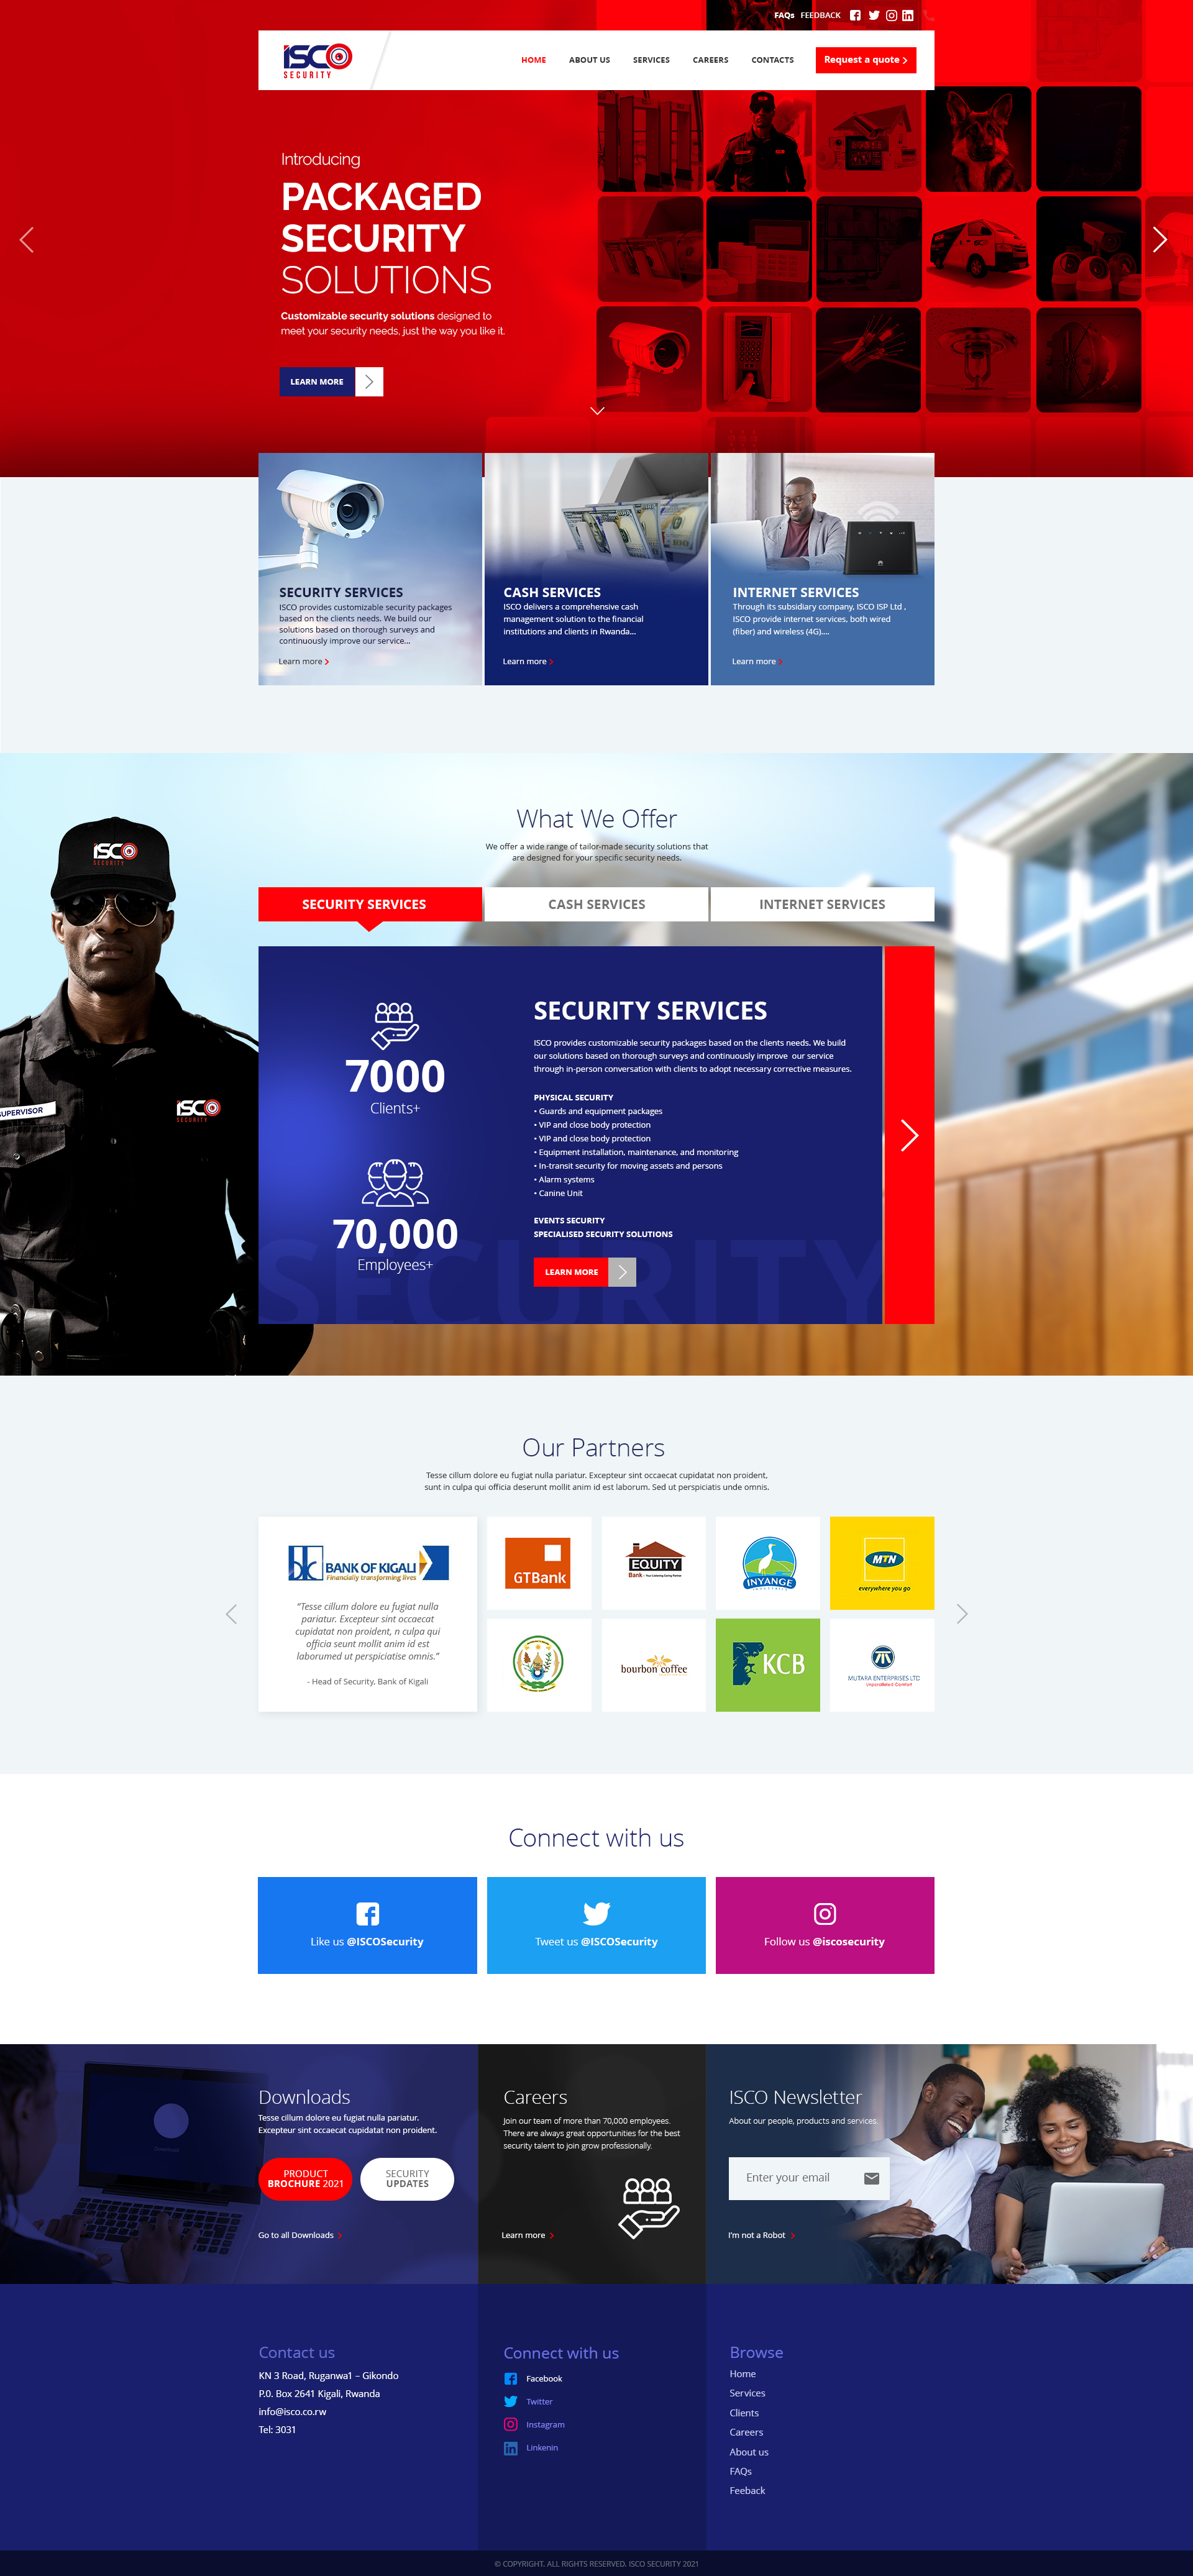 FAQs FEEDBACK
ISCO
SECURITY
HOME ABOUT US SERVICES CAREERS CONTACTS Request a quote
Introducing
PACKAGED
SECURITY
SOLUTIONS
Customizable security solutions designed to
meet your security needs, just the way you like it.
LEARN MORE
SECURITY SERVICES
ISCO provides customizable security packages
based on the clients needs. We build our
solutions based on thorough surveys and
continuously improve our service...
Learn more
CASH SERVICES
ISCO delivers a comprehensive cash
management solution to the financial
institutions and clients in Rwanda...
Learn more
INTERNET SERVICES
Through its subsidiary company, ISCO ISP Ltd ,
ISCO provide internet services, both wired
(fiber) and wireless (4G)....
Learn more
What We Offer
We offer a wide range of tailor-made security solutions that
are designed for your specific security needs.
ISCO
SECURITY
SUPERVISOR
ISCO
SECURITY
SECURITY SERVICES
CASH SERVICES
INTERNET SERVICES
7000
Clients+
70,000
Employees+
SECURITY SERVICES
ISCO provides customizable security packages based on the clients needs. We build
our solutions based on thorough surveys and continuously improve our service
through in-person conversation with clients to adopt necessary corrective measures.
PHYSICAL SECURITY
• Guards and equipment packages
• VIP and close body protection
• VIP and close body protection
• Equipment installation, maintenance, and monitoring
• In-transit security for moving assets and persons
• Alarm systems
• Canine Unit
EVENTS SECURITY
SPECIALISED SECURITY SOLUTIONS
LEARN MORE
SECURITY
Our Partners
Tesse cillum dolore eu fugiat nulla pariatur. Excepteur sint occaecat cupidatat non proident,
sunt in culpa qui officia deserunt mollit anim id est laborum. Sed ut perspiciatis unde omnis.
BANK OF KIGALI
Financially transforming lives
“Tesse cillum dolore eu fugiat nulla
pariatur. Excepteur sint occaecat
cupidatat non proident, n culpa qui
officia seunt mollit anim id est
laborumed ut perspiciatise omnis.”
- Head of Security, Bank of Kigali
GTBank
EQUITY
Bank - Your Listening Caring Partner
INYANGE
INDUSTRIES
MTN
everywhere you go
bourbon coffee
KCB
MUTARA ENTERPRISES LTD
Unparalleled Comfort
Connect with us
Like us @ISCOSecurity
Tweet us @ISCOSecurity
Follow us @iscosecurity
Downloads
Tesse cillum dolore eu fugiat nulla pariatur.
Excepteur sint occaecat cupidatat non proident.
PRODUCT
BROCHURE 2021
SECURITY
UPDATES
Go to all Downloads
Careers
Join our team of more than 70,000 employees.
There are always great opportunities for the best
security talent to join grow professionally.
Learn more
ISCO Newsletter
About our people, products and services.
Enter your email
I'm not a Robot
Contact us
KN 3 Road, Ruganwa1 – Gikondo
P.0. Box 2641 Kigali, Rwanda
info@isco.co.rw
Tel: 3031
Connect with us
Facebook
Twitter
Instagram
Linkenin
Browse
Home
Services
Clients
Careers
About us
FAQs
Feeback
© COPYRIGHT. ALL RIGHTS RESERVED. ISCO SECURITY 2021